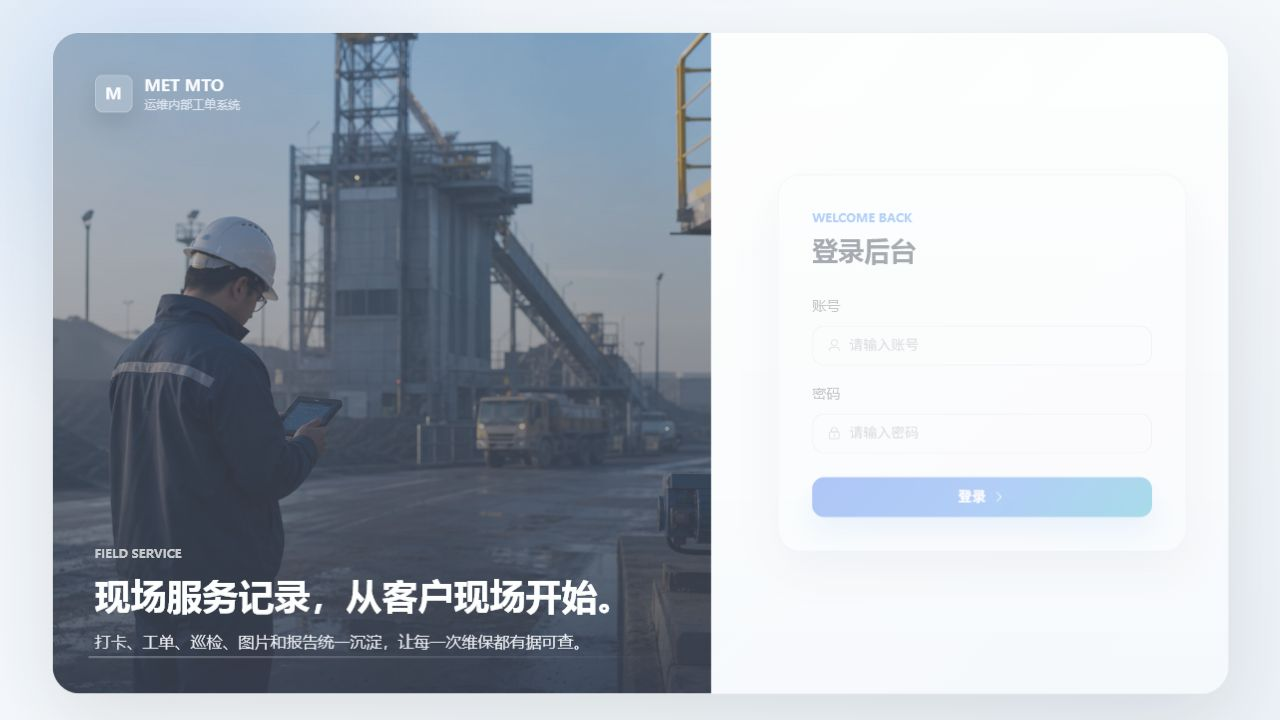 M
MET MTO
运维内部工单系统
FIELD SERVICE
现场服务记录，从客户现场开始。
打卡、工单、巡检、图片和报告统一沉淀，让每一次维保都有据可查。
WELCOME BACK
登录后台
账号
请输入账号
密码
请输入密码
登录